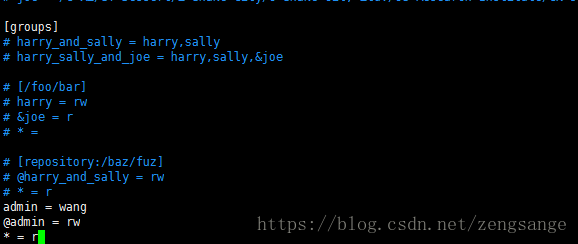 [groups]
# harry_and_sally = harry,sally
# harry_sally_and_joe = harry,sally,&joe
# [/foo/bar]
# harry = rw
# &joe = r
# * =
# [repository:/baz/fuz]
# @harry_and_sally = rw
# * = r
admin = wang
@admin = rw
* = r
https://blog.csdn.net/zengsange